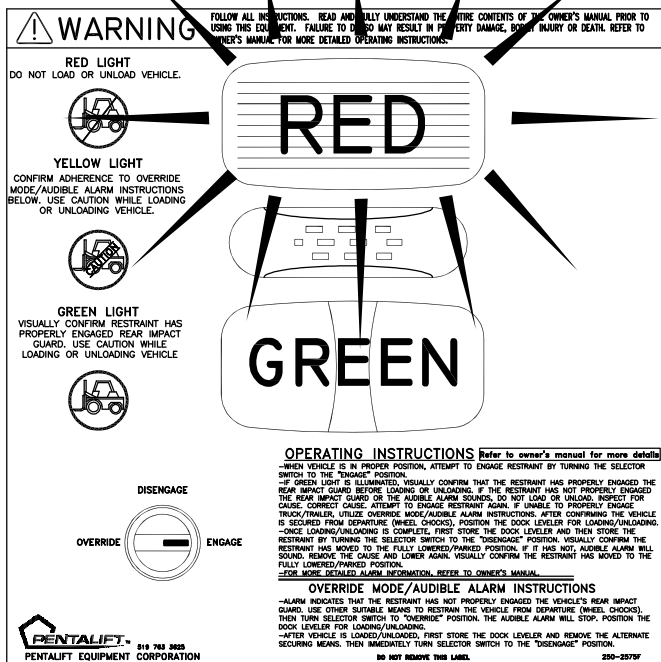 WARNING
FOLLOW ALL INSTRUCTIONS. READ AND FULLY UNDERSTAND THE ENTIRE CONTENTS OF THE OWNER'S MANUAL PRIOR TO
USING THIS EQUIPMENT. FAILURE TO DO SO MAY RESULT IN PROPERTY DAMAGE, BODILY INJURY OR DEATH. REFER TO
OWNER'S MANUAL FOR MORE DETAILED OPERATING INSTRUCTIONS.
RED LIGHT
DO NOT LOAD OR UNLOAD VEHICLE.
YELLOW LIGHT
CONFIRM ADHERENCE TO OVERRIDE
MODE/AUDIBLE ALARM INSTRUCTIONS
BELOW. USE CAUTION WHILE LOADING
OR UNLOADING VEHICLE.
CAUTION
GREEN LIGHT
VISUALLY CONFIRM RESTRAINT HAS
PROPERLY ENGAGED REAR IMPACT
GUARD. USE CAUTION WHILE
LOADING OR UNLOADING VEHICLE
RED
GREEN
DISENGAGE
OVERRIDE
ENGAGE
OPERATING INSTRUCTIONS Refer to owner's manual for more details
-WHEN VEHICLE IS IN PROPER POSITION, ATTEMPT TO ENGAGE RESTRAINT BY TURNING THE SELECTOR
SWITCH TO THE "ENGAGE" POSITION.
-IF GREEN LIGHT IS ILLUMINATED, VISUALLY CONFIRM THAT THE RESTRAINT HAS PROPERLY ENGAGED THE
REAR IMPACT GUARD BEFORE LOADING OR UNLOADING. IF THE RESTRAINT HAS NOT PROPERLY ENGAGED
THE REAR IMPACT GUARD OR THE AUDIBLE ALARM SOUNDS, DO NOT LOAD OR UNLOAD. INSPECT FOR
CAUSE. CORRECT CAUSE, ATTEMPT TO ENGAGE RESTRAINT AGAIN. IF UNABLE TO PROPERLY ENGAGE
TRUCK/TRAILER, UTILIZE OVERRIDE MODE/AUDIBLE ALARM INSTRUCTIONS. AFTER CONFIRMING THE VEHICLE
IS SECURED FROM DEPARTURE (WHEEL CHOCKS), POSITION THE DOCK LEVELER FOR LOADING/UNLOADING.
-ONCE LOADING/UNLOADING IS COMPLETE, FIRST STORE THE DOCK LEVELER AND THEN STORE THE
RESTRAINT BY TURNING THE SELECTOR SWITCH TO THE "DISENGAGE" POSITION. VISUALLY CONFIRM THE
RESTRAINT HAS MOVED TO THE FULLY LOWERED/PARKED POSITION. IF IT HAS NOT, AUDIBLE ALARM WILL
SOUND. REMOVE THE CAUSE AND LOWER AGAIN. VISUALLY CONFIRM THE RESTRAINT HAS MOVED TO THE
FULLY LOWERED/PARKED POSITION.
-FOR MORE DETAILED ALARM INFORMATION, REFER TO OWNER'S MANUAL.
OVERRIDE MODE/AUDIBLE ALARM INSTRUCTIONS
-ALARM INDICATES THAT THE RESTRAINT HAS NOT PROPERLY ENGAGED THE VEHICLE'S REAR IMPACT
GUARD. USE OTHER SUITABLE MEANS TO RESTRAIN THE VEHICLE FROM DEPARTURE (WHEEL CHOCKS).
THEN TURN SELECTOR SWITCH TO "OVERRIDE" POSITION. THE AUDIBLE ALARM WILL STOP. POSITION THE
DOCK LEVELER FOR LOADING/UNLOADING.
-AFTER VEHICLE IS LOADED/UNLOADED, FIRST STORE THE DOCK LEVELER AND REMOVE THE ALTERNATE
SECURING MEANS. THEN IMMEDIATELY TURN SELECTOR SWITCH TO THE "DISENGAGE" POSITION.
PENTALIFT 519 763 3625
PENTALIFT EQUIPMENT CORPORATION
DO NOT REMOVE THIS LABEL
250-2575F